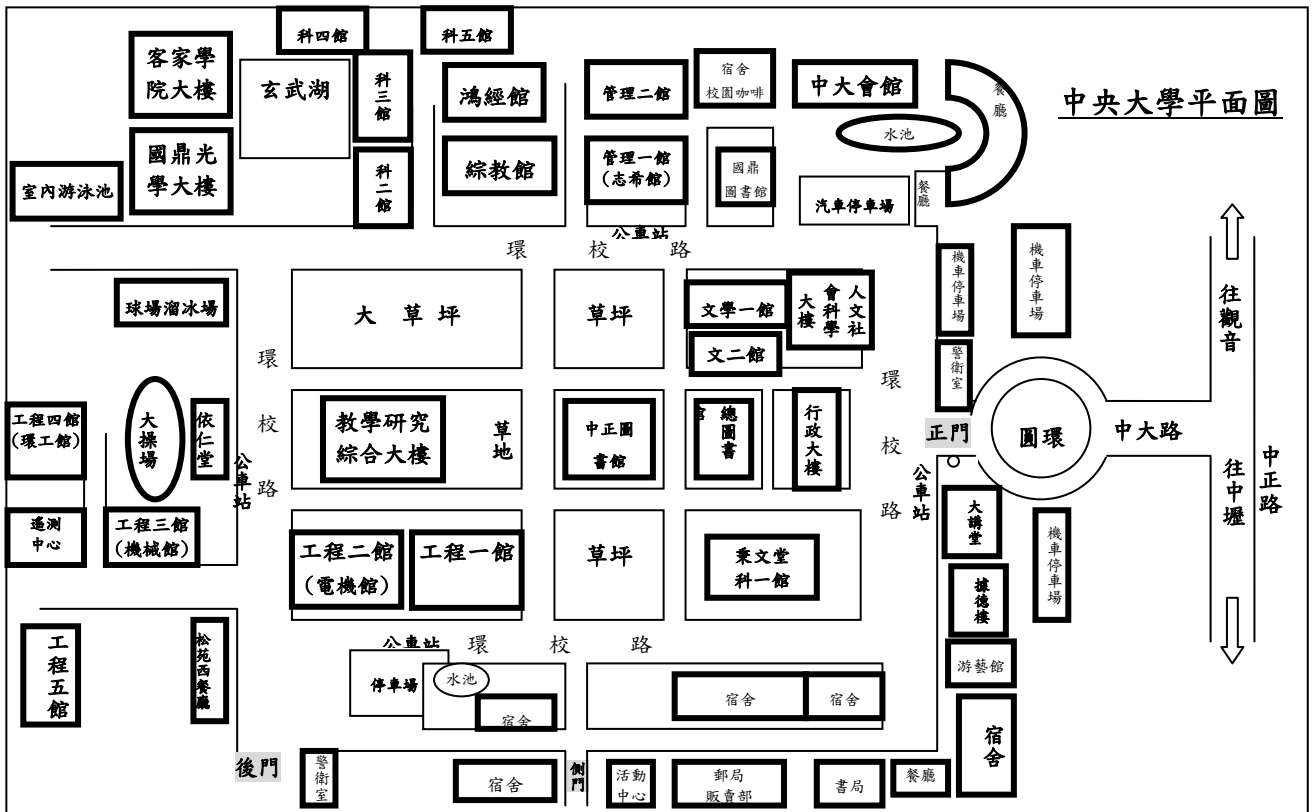 中央大學平面圖
科四館
科五館
客家學
院大樓
玄武湖
科三館
鴻經館
管理二館
宿舍
校園咖啡
中大會館
餐廳
水池
國鼎光
學大樓
室內游泳池
科二館
綜教館
管理一館
(志希館)
國鼎
圖書館
汽車停車場
餐廳
公車站
環 校 路
機車停車場
機車停車場
往觀音
球場溜冰場
大 草 坪
草坪
文學一館
人文社
會科學
大樓
文二館
警衛室
環 校 路
環 校 路
工程四館
(環工館)
大操場
依仁堂
公車站
教學研究
綜合大樓
草地
中正圖
書館
總圖書
館
行政大樓
正門
圓環
中大路
中正路
往中壢
公車站
遙測
中心
工程三館
(機械館)
工程二館
(電機館)
工程一館
草坪
秉文堂
科一館
大講堂
機車停車場
據德樓
公車站
環 校 路
工程五館
松苑西餐廳
停車場
水池
宿舍
宿舍
宿舍
游藝館
宿舍
後門
警衛室
宿舍
側門
活動
中心
郵局
販賣部
書局
餐廳